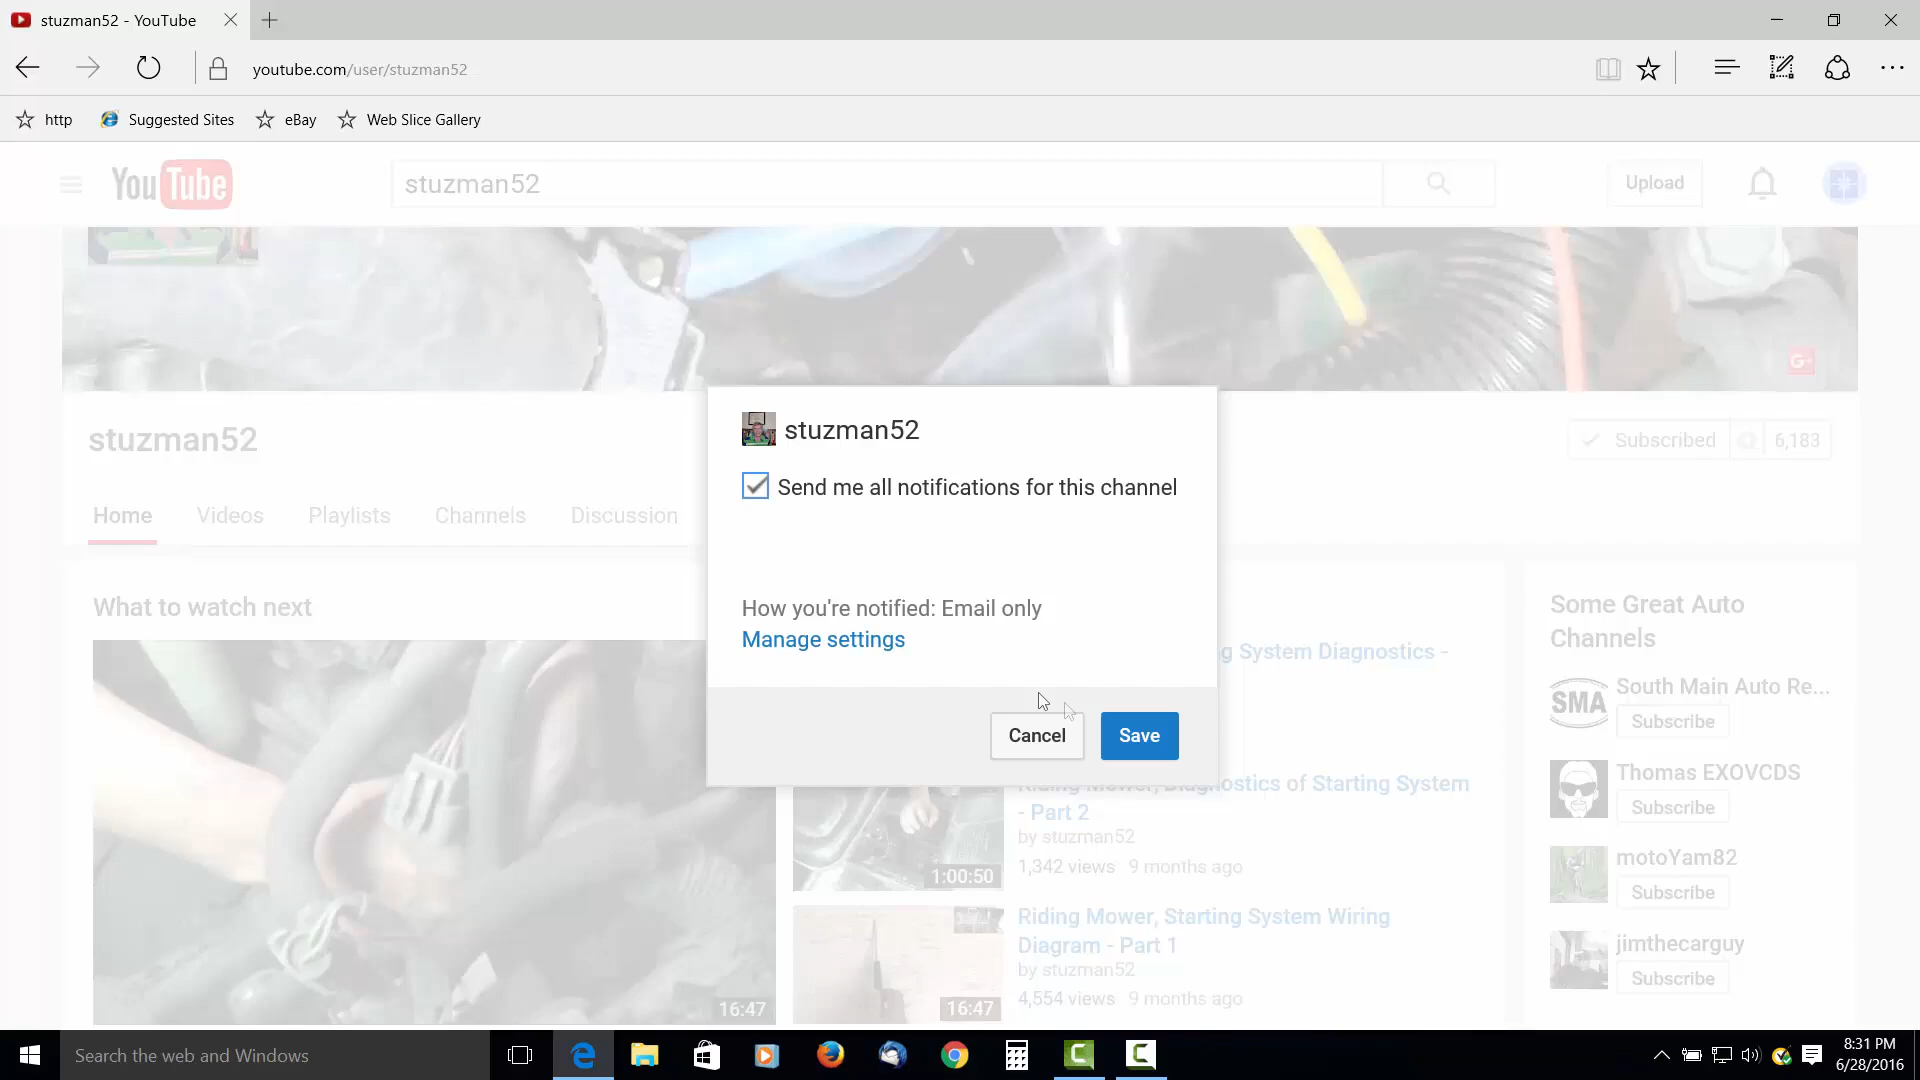 stuzman52 - YouTube
youtube.com/user/stuzman52
http
Suggested Sites
eBay
Web Slice Gallery
YouTube
stuzman52
Upload
G+
stuzman52
Subscribed
6,183
Home
Videos
Playlists
Channels
Discussion
stuzman52
Send me all notifications for this channel
How you're notified: Email only
Manage settings
Cancel
Save
What to watch next
16:47
g System Diagnostics -
Riding Mower, Diagnostics of Starting System
- Part 2
by stuzman52
1,342 views 9 months ago
1:00:50
Riding Mower, Starting System Wiring
Diagram - Part 1
by stuzman52
4,554 views 9 months ago
16:47
Some Great Auto
Channels
SMA
South Main Auto Re...
Subscribe
Thomas EXOVCDS
Subscribe
motoYam82
Subscribe
jimthecarguy
Subscribe
Search the web and Windows
8:31 PM
6/28/2016